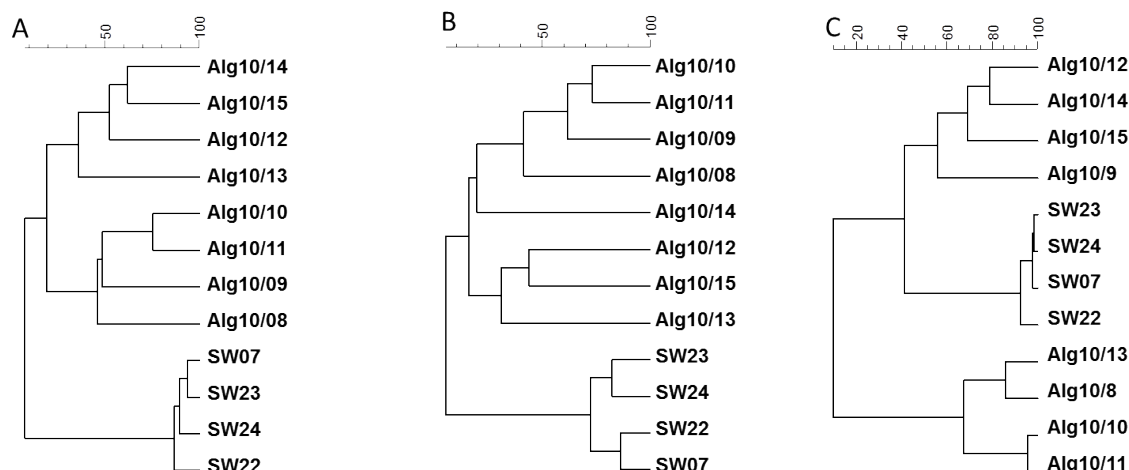 A
50
100
Alg10/14
Alg10/15
Alg10/12
Alg10/13
Alg10/10
Alg10/11
Alg10/09
Alg10/08
SW07
SW23
SW24
SW22
B
50
100
Alg10/10
Alg10/11
Alg10/09
Alg10/08
Alg10/14
Alg10/12
Alg10/15
Alg10/13
SW23
SW24
SW22
SW07
C
20
40
60
80
100
Alg10/12
Alg10/14
Alg10/15
Alg10/9
SW23
SW24
SW07
SW22
Alg10/13
Alg10/8
Alg10/10
Alg10/11